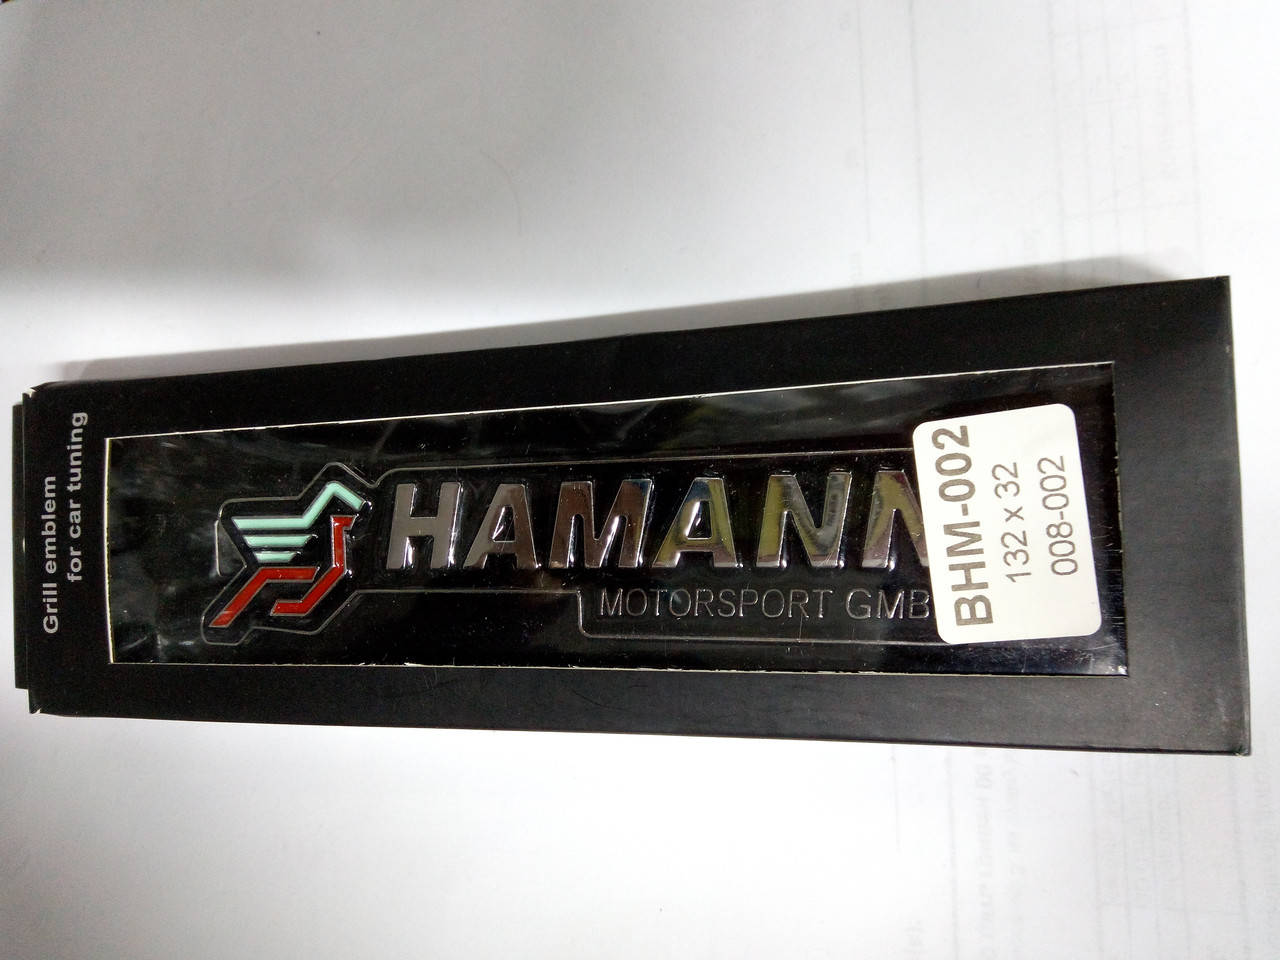 Grill emblem
for car tuning
HAMANN
MOTORSPORT GMB
BHM-002
132 x 32
008-002